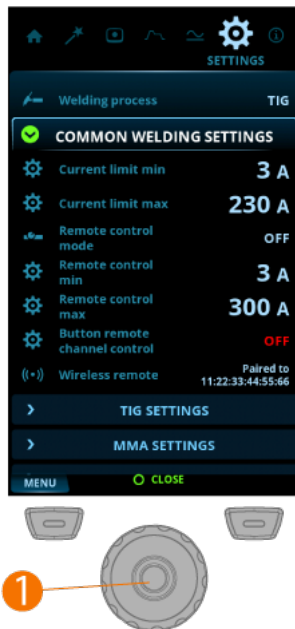 SETTINGS
Welding process TIG
COMMON WELDING SETTINGS
Current limit min 3 A
Current limit max 230 A
Remote control
mode OFF
Remote control
min 3 A
Remote control
max 300 A
Button remote
channel control OFF
Wireless remote Paired to
11:22:33:44:55:66
TIG SETTINGS
MMA SETTINGS
MENU CLOSE
1